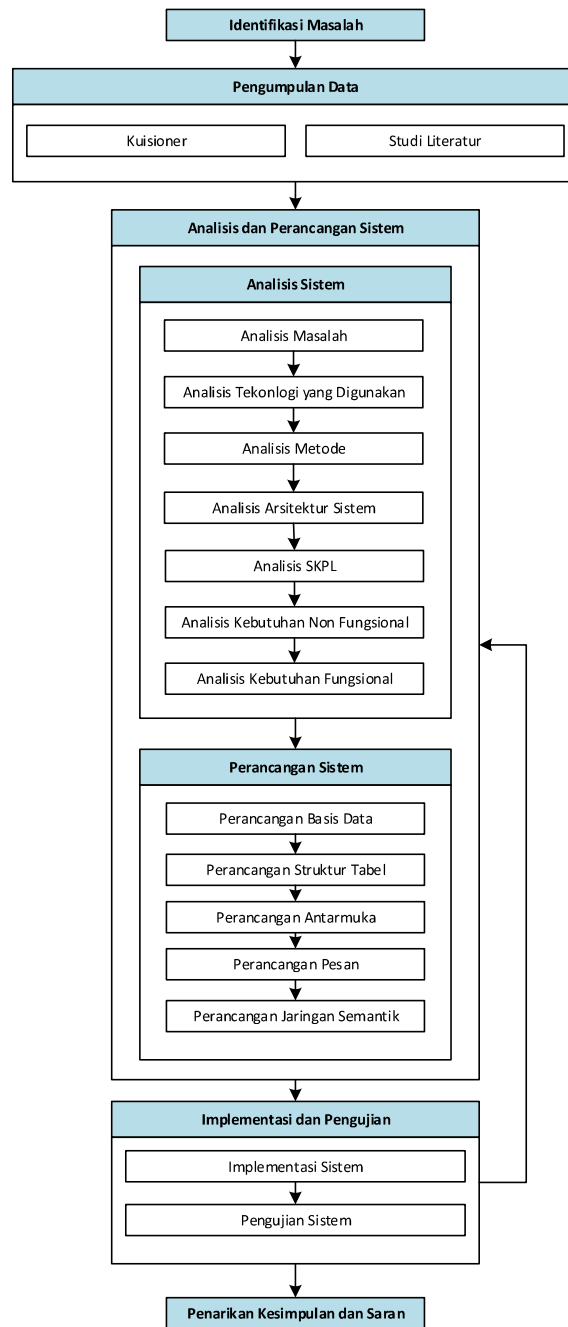 Identifikasi Masalah
Pengumpulan Data
Kuisioner
Studi Literatur
Analisis dan Perancangan Sistem
Analisis Sistem
Analisis Masalah
Analisis Tekonlogi yang Digunakan
Analisis Metode
Analisis Arsitektur Sistem
Analisis SKPL
Analisis Kebutuhan Non Fungsional
Analisis Kebutuhan Fungsional
Perancangan Sistem
Perancangan Basis Data
Perancangan Struktur Tabel
Perancangan Antarmuka
Perancangan Pesan
Perancangan Jaringan Semantik
Implementasi dan Pengujian
Implementasi Sistem
Pengujian Sistem
Penarikan Kesimpulan dan Saran